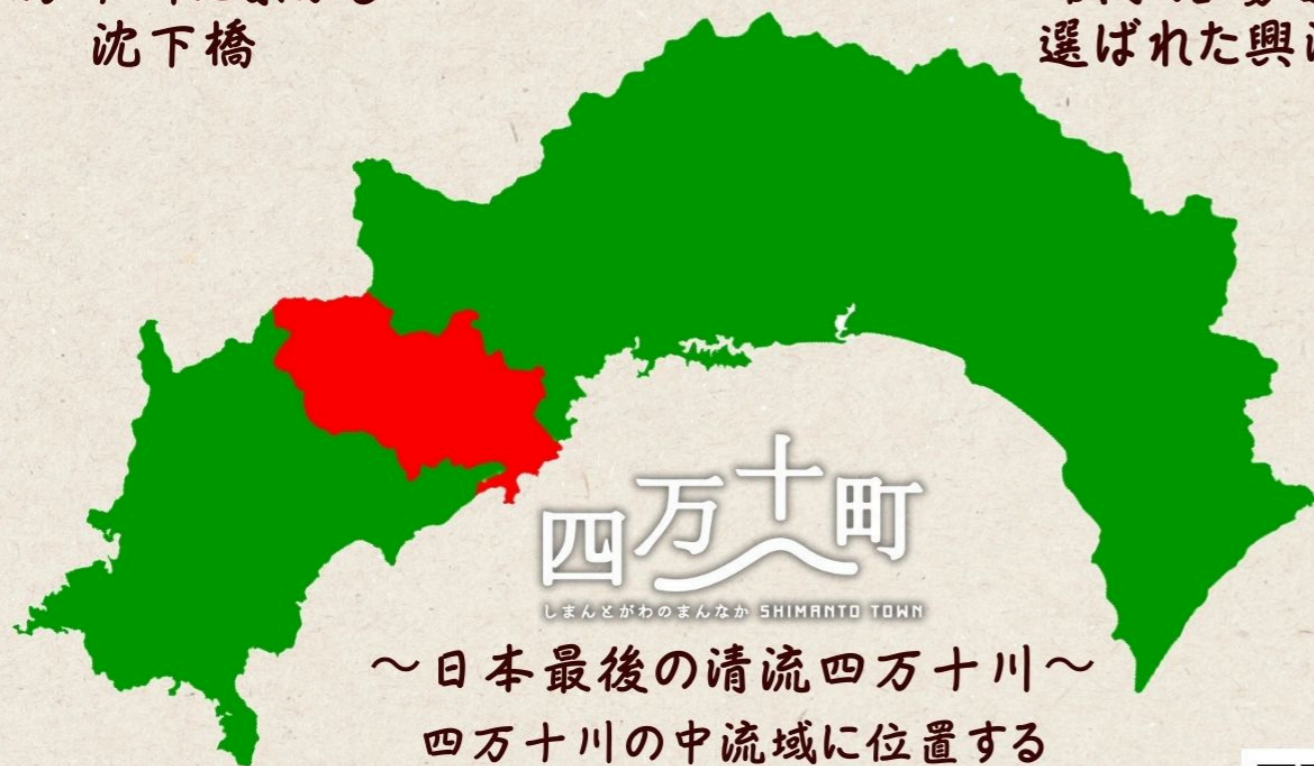 沈下橋
選ばれた興
四万十町
しまんとがわのまんなか SHIMANTO TOWN
～日本最後の清流四万十川～
四万十川の中流域に位置する